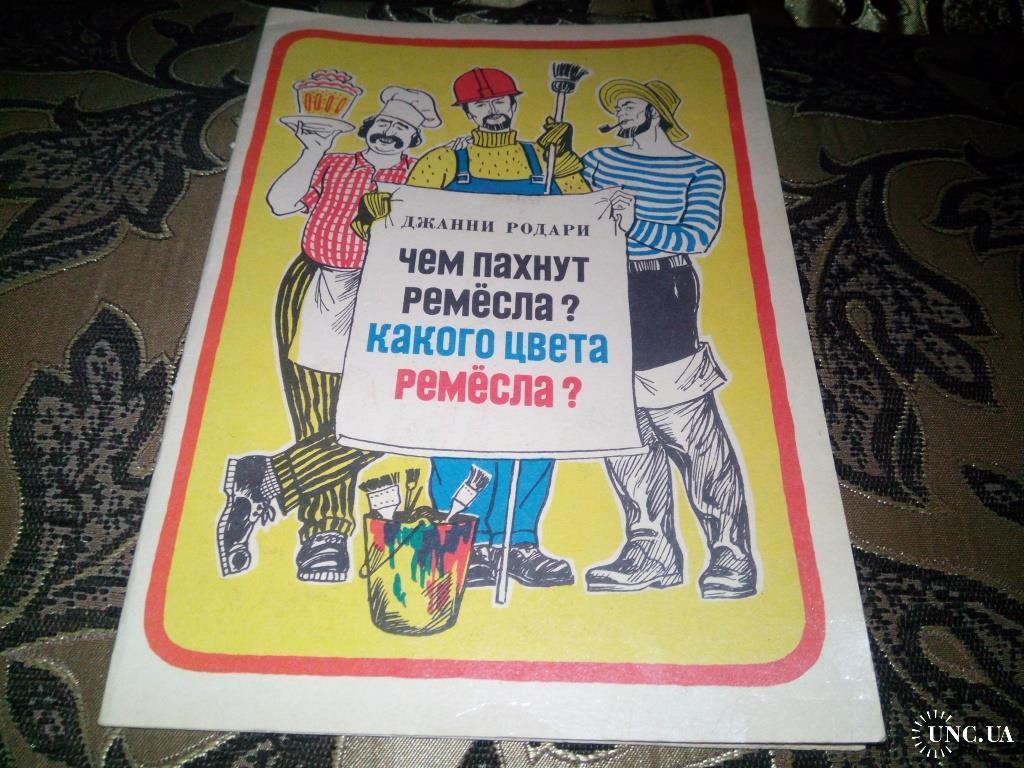 ДЖАННИ РОДАРИ
ЧЕМ ПАХНУТ
РЕМЁСЛА?
КАКОГО ЦВЕТА
РЕМЁСЛА?
UNC.UA